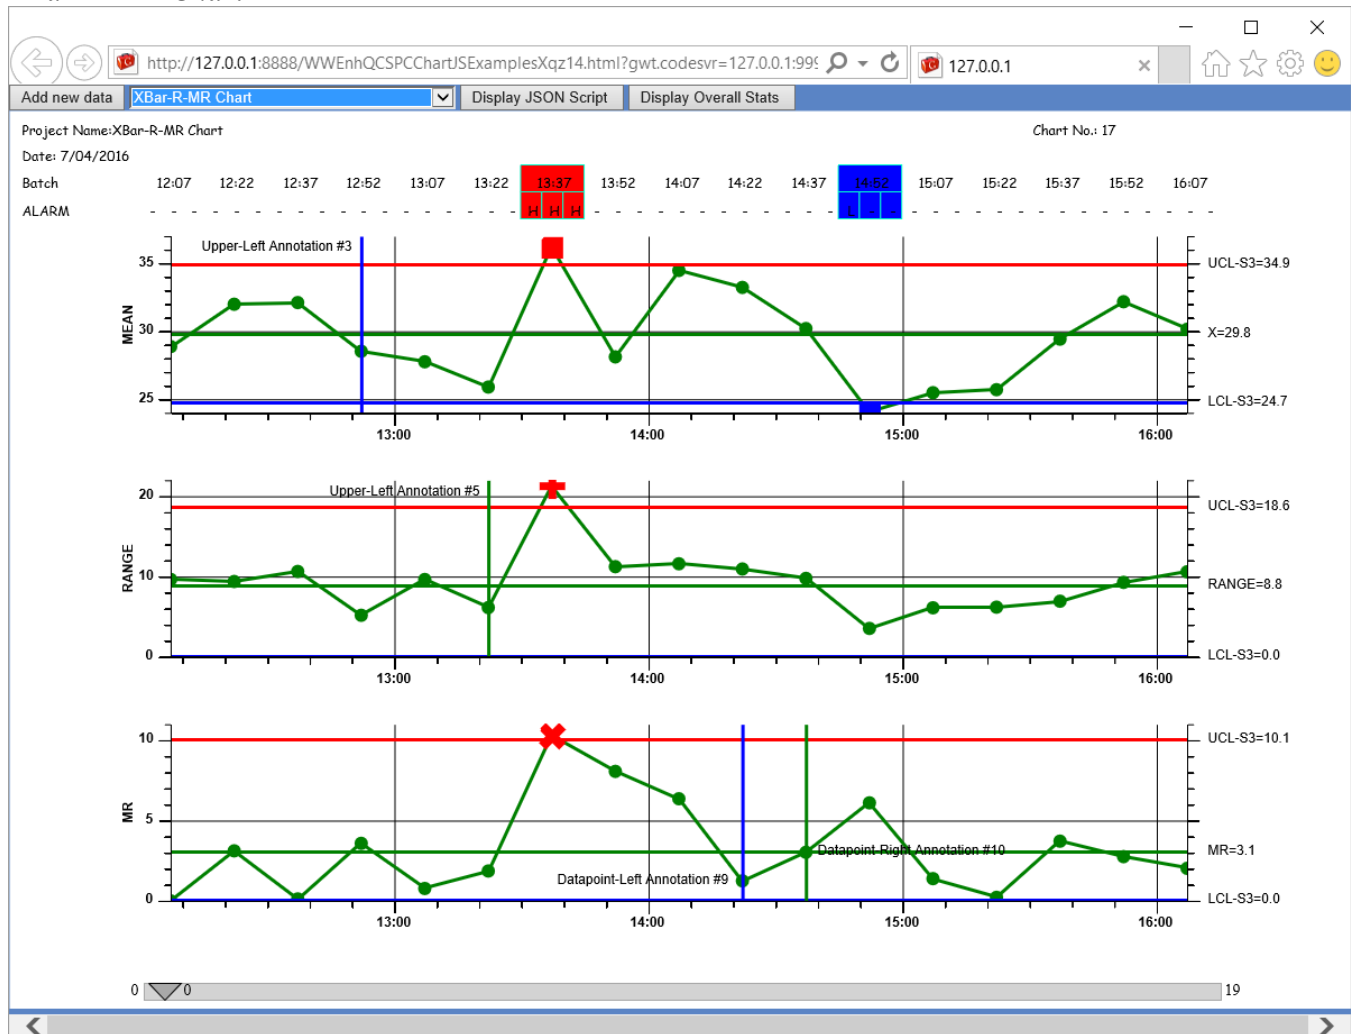 http://127.0.0.1:8888/WWEnhQCSPCChartJSExamplesXqz14.html?gwt.codesvr=127.0.0.1:999
127.0.0.1
Add new data XBar-R-MR Chart Display JSON Script Display Overall Stats
Project Name:XBar-R-MR Chart Chart No.: 17
Date: 7/04/2016
Batch 12:07 12:22 12:37 12:52 13:07 13:22 13:37 13:52 14:07 14:22 14:37 14:52 15:07 15:22 15:37 15:52 16:07
ALARM - - - - - - - - - - - - - - - - - - H H H - - - - - - - - - - - - L - - - - - - - - - - - - - - - - -
Upper-Left Annotation #3
35 UCL-S3=34.9
MEAN
30 X=29.8
25 LCL-S3=24.7
13:00 14:00 15:00 16:00
Upper-Left Annotation #5
20 UCL-S3=18.6
RANGE
10 RANGE=8.8
0 LCL-S3=0.0
13:00 14:00 15:00 16:00
10 UCL-S3=10.1
MR
5
Datapoint-Right Annotation #10 MR=3.1
Datapoint-Left Annotation #9
0 LCL-S3=0.0
13:00 14:00 15:00 16:00
0 0 19